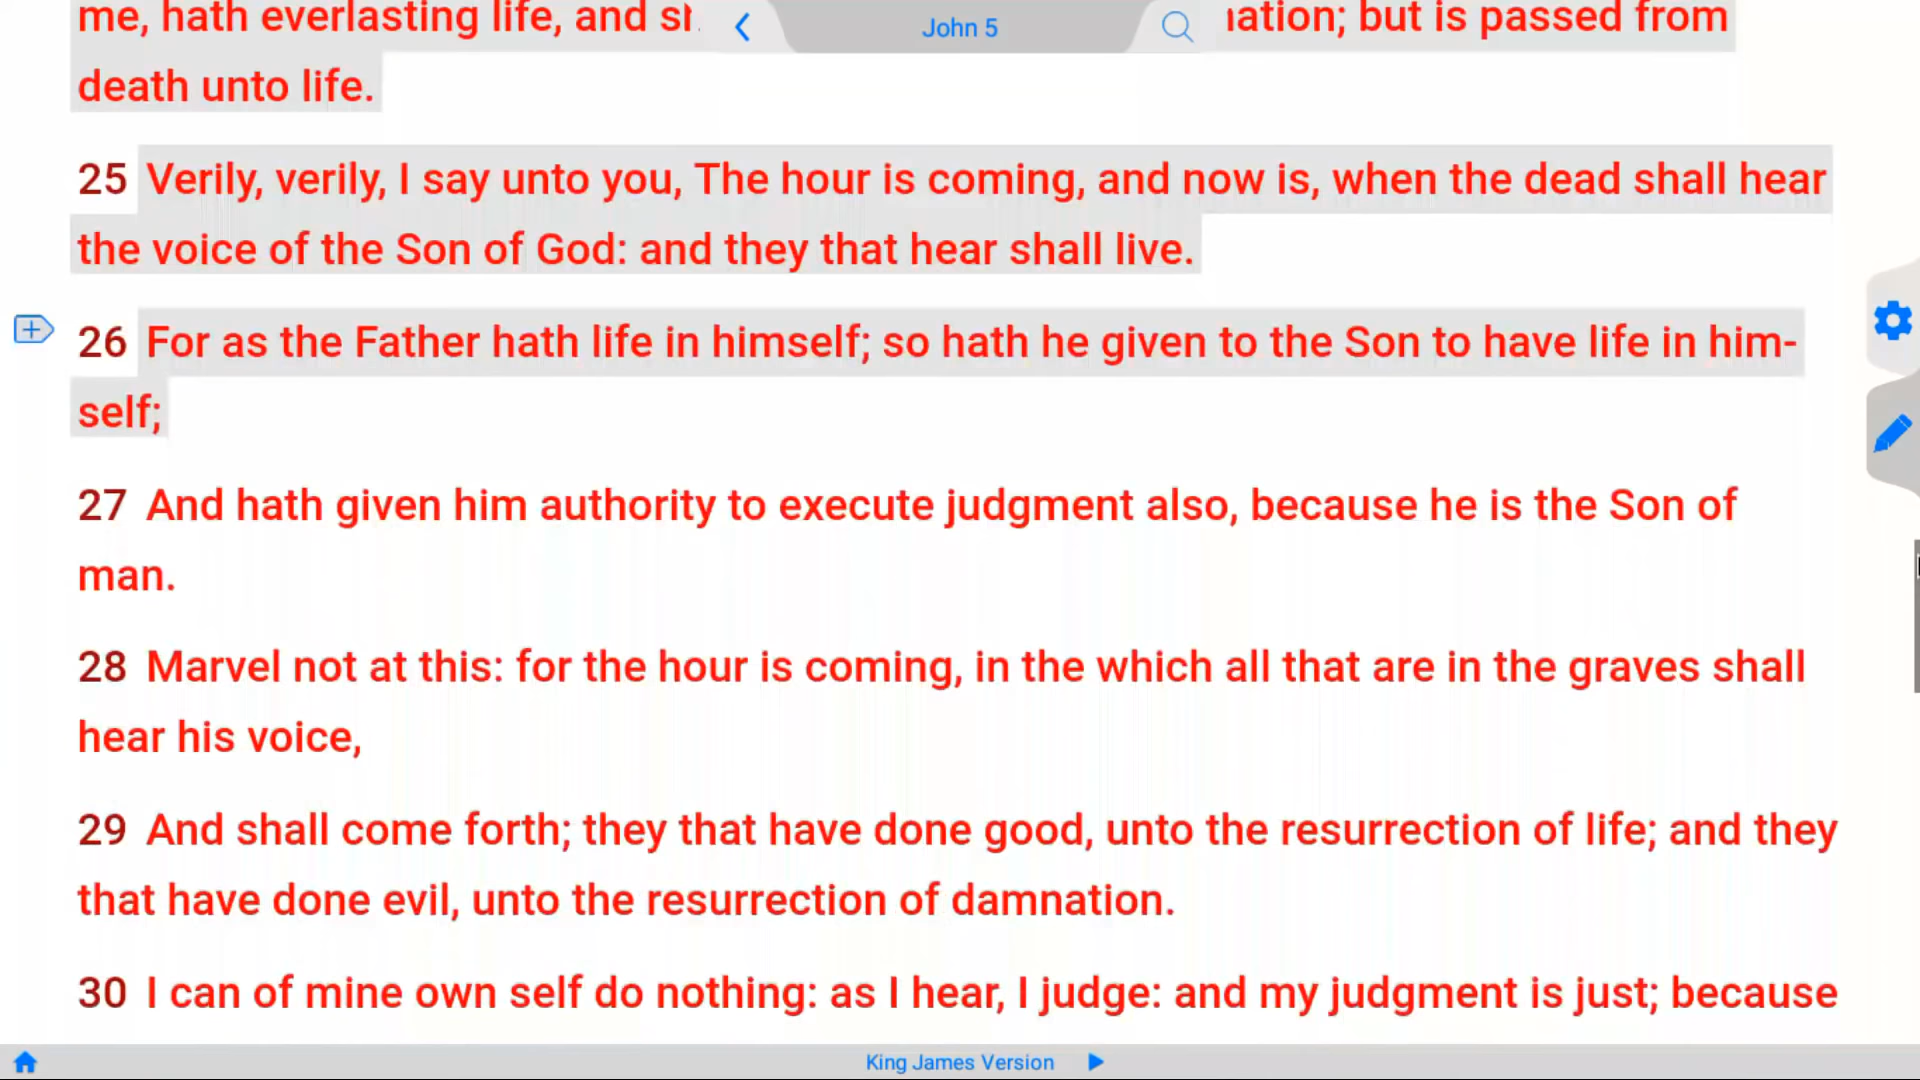 me, hath everlasting life, and
John 5
but is passed from
death unto life.
25 Verily, verily, I say unto you, The hour is coming, and now is, when the dead shall hear
the voice of the Son of God: and they that hear shall live.
26 For as the Father hath life in himself; so hath he given to the Son to have life in him-
self;
27 And hath given him authority to execute judgment also, because he is the Son of
man.
28 Marvel not at this: for the hour is coming, in the which all that are in the graves shall
hear his voice,
29 And shall come forth; they that have done good, unto the resurrection of life; and they
that have done evil, unto the resurrection of damnation.
30 I can of mine own self do nothing: as I hear, I judge: and my judgment is just; because
King James Version